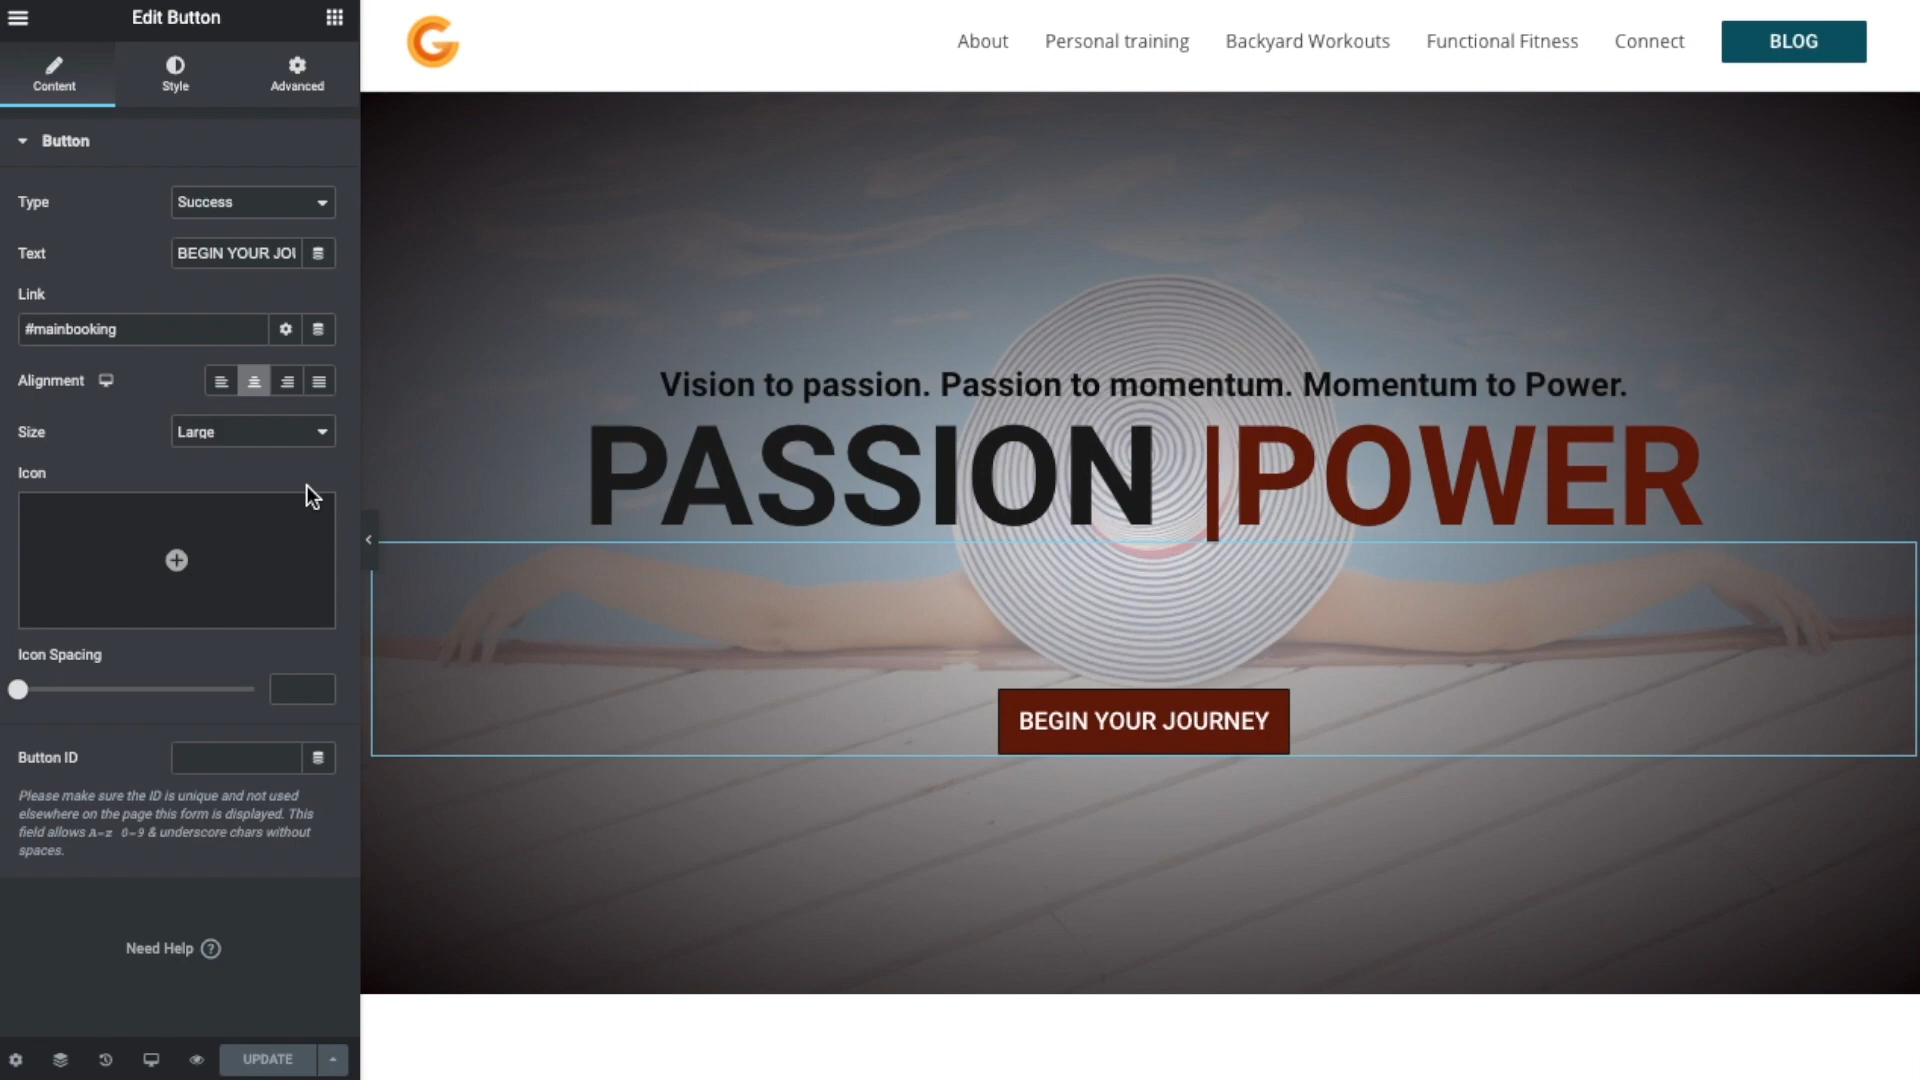 Edit Button
Content
Style
Advanced
Button
Type
Success
Text
BEGIN YOUR JOU
Link
#mainbooking
Alignment
Size
Large
Icon
Icon Spacing
Button ID
Please make sure the ID is unique and not used
elsewhere on the page this form is displayed. This
field allows A-z 0-9 & underscore chars without
spaces.
Need Help ?
UPDATE
G
About
Personal training
Backyard Workouts
Functional Fitness
Connect
BLOG
Vision to passion. Passion to momentum. Momentum to Power.
PASSION |POWER
BEGIN YOUR JOURNEY